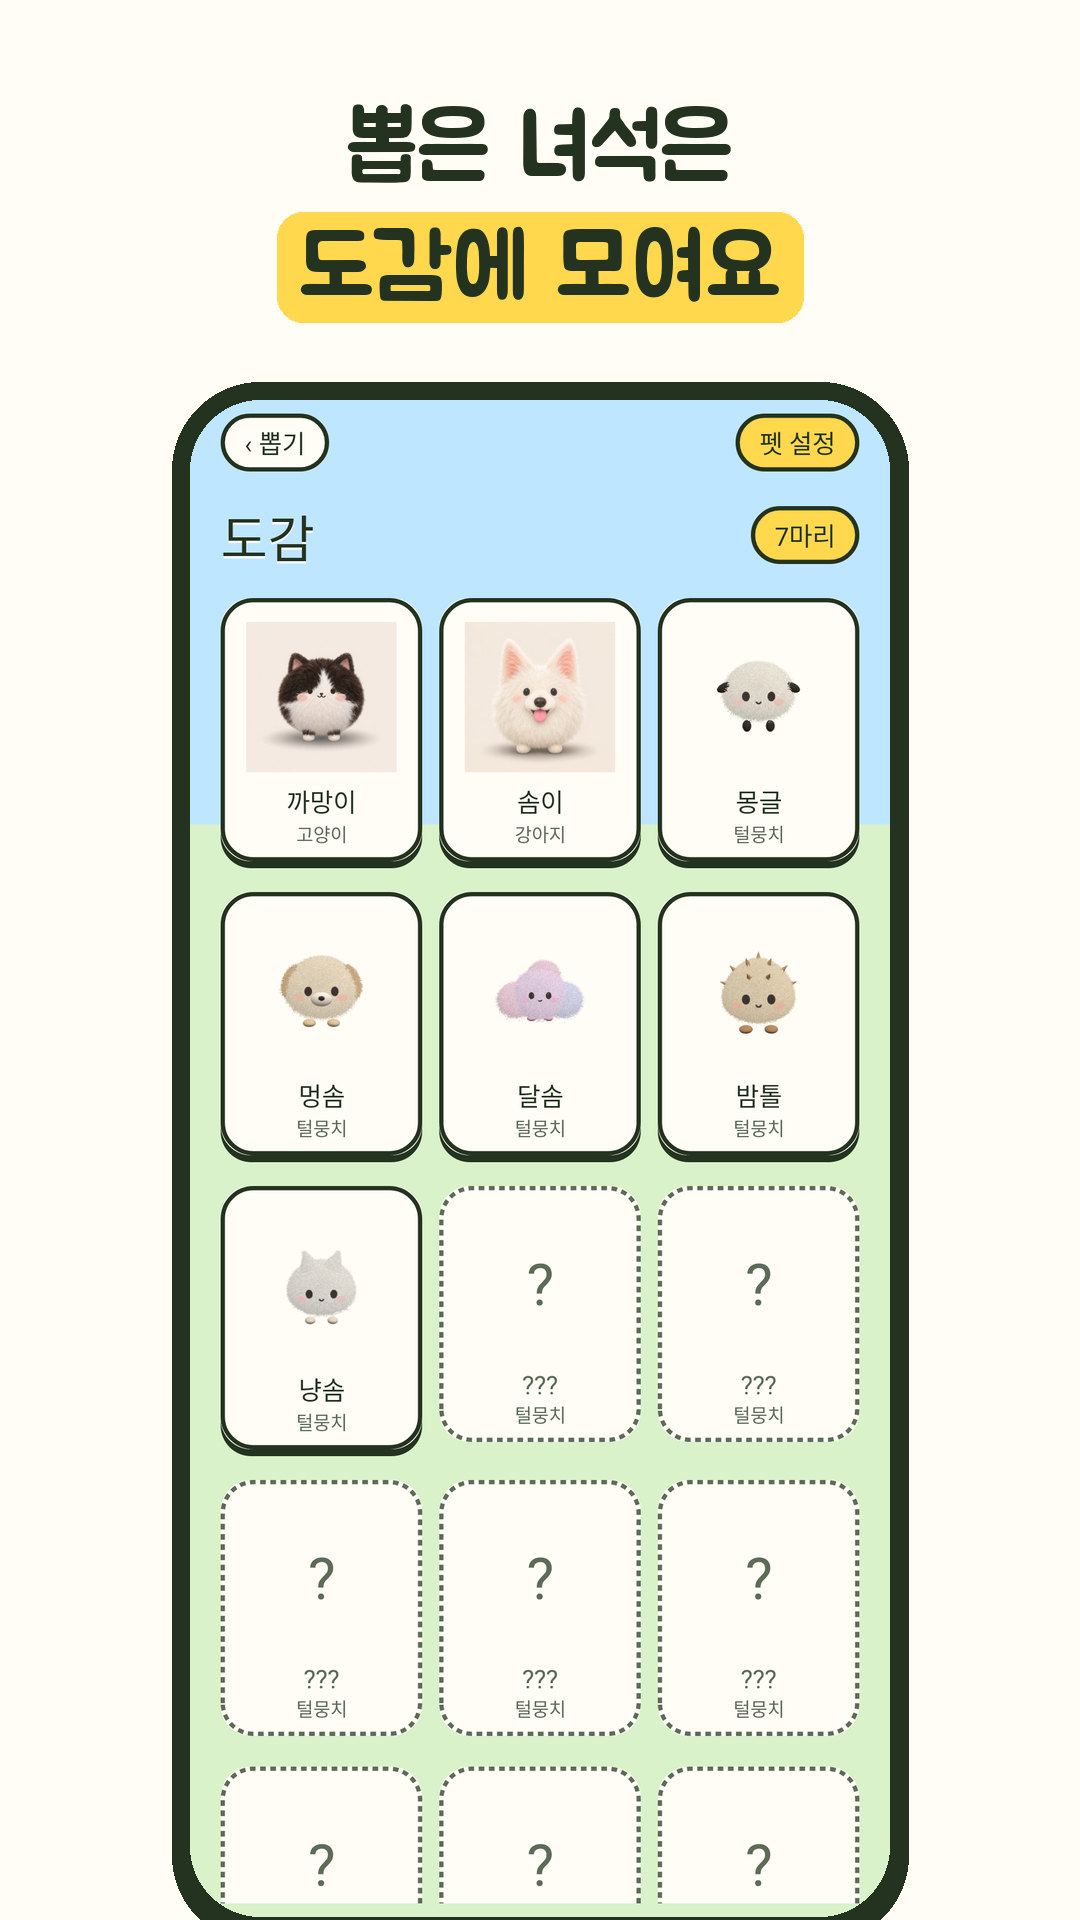 뽑은 녀석은
도감에 모여요
‹ 뽑기
펫 설정
도감
7마리
까망이
고양이
솜이
강아지
몽글
털뭉치
멍솜
털뭉치
달솜
털뭉치
밤톨
털뭉치
냥솜
털뭉치
?
???
털뭉치
?
???
털뭉치
?
???
털뭉치
?
???
털뭉치
?
???
털뭉치
?
?
?